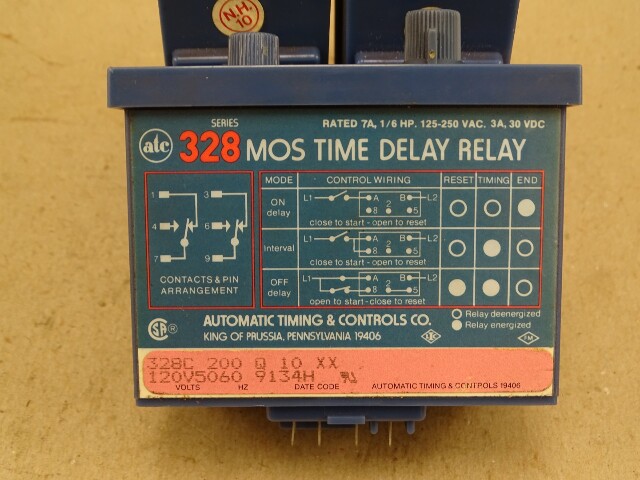 N.H.
10
SERIES
RATED 7A, 1/6 HP. 125-250 VAC. 3A, 30 VDC
atc 328 MOS TIME DELAY RELAY
MODE CONTROL WIRING RESET TIMING END
1 3
4 6
7 9
CONTACTS & PIN
ARRANGEMENT
ON
delay
L1 A B L2
8 2 5
close to start - open to reset
Interval
L1 A B L2
8 2 5
close to start - open to reset
OFF
delay
L1 A B L2
8 2 5
open to start - close to reset
Relay deenergized
Relay energized
SA ®
AUTOMATIC TIMING & CONTROLS CO.
KING OF PRUSSIA, PENNSYLVANIA 19406
328C 200 Q 10 XX
120V5060 9134H
VOLTS HZ DATE CODE AUTOMATIC TIMING & CONTROLS 19406